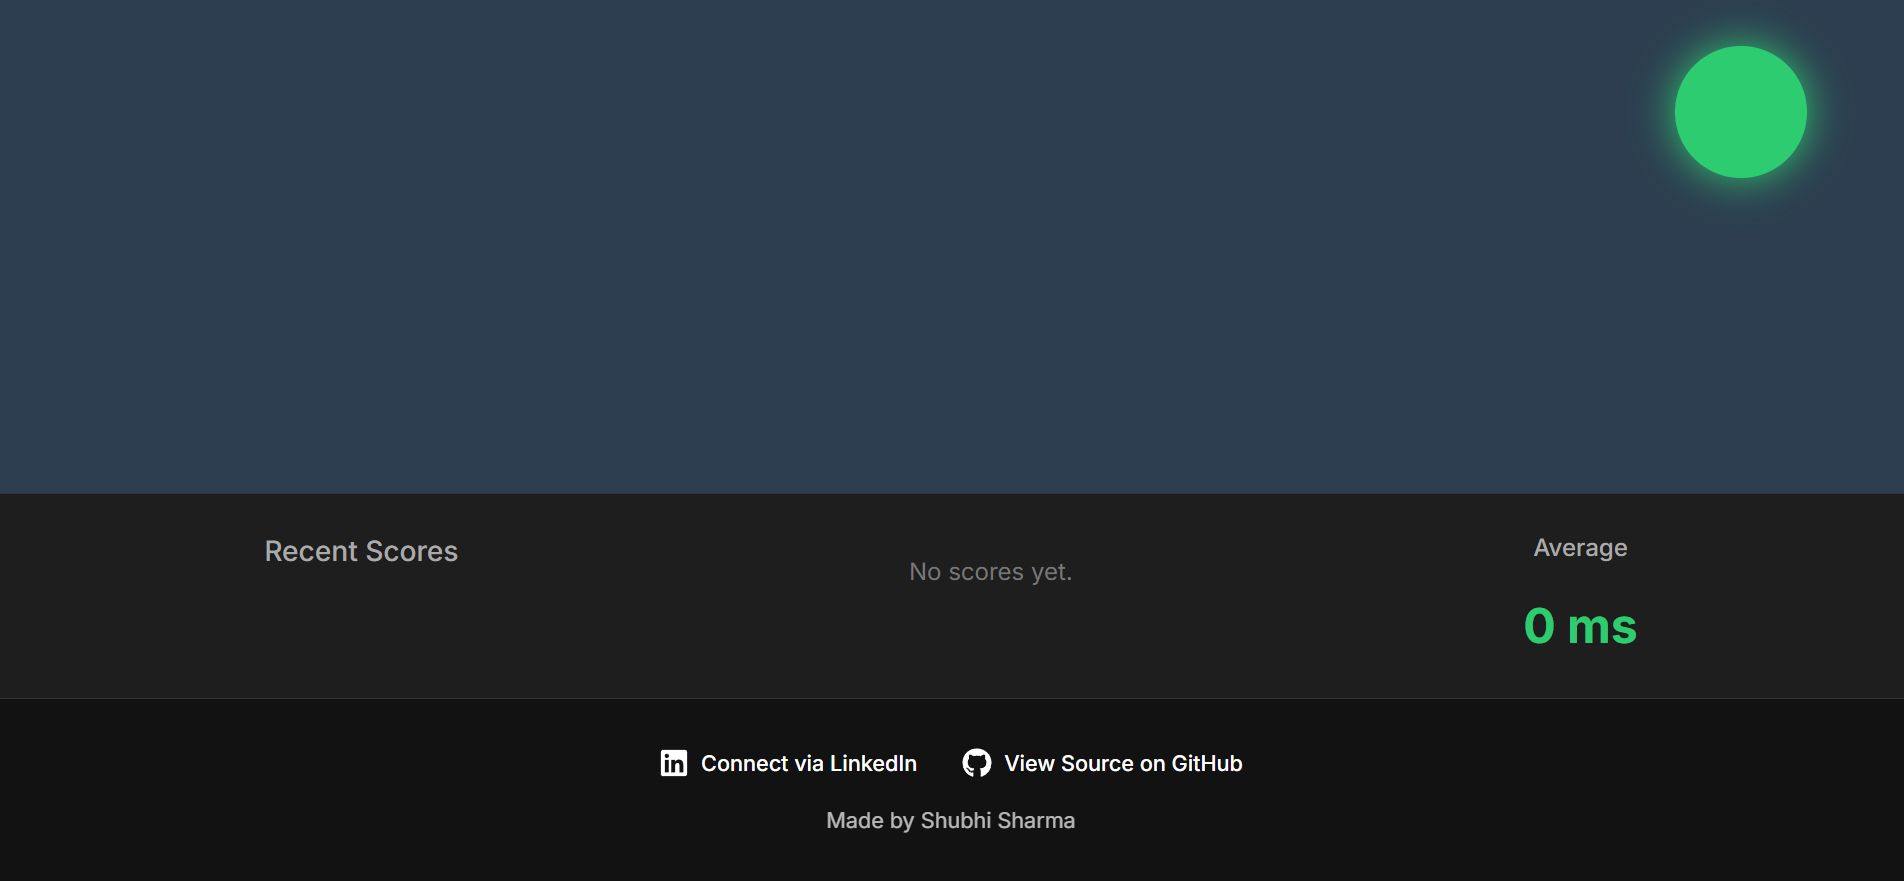 Recent Scores
No scores yet.
Average
0 ms
Connect via LinkedIn
View Source on GitHub
Made by Shubhi Sharma